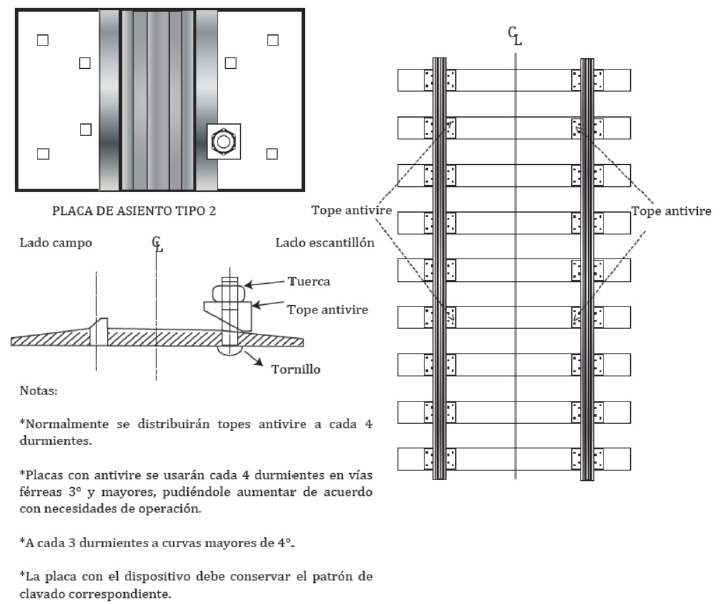 PLACA DE ASIENTO TIPO 2
Lado campo
CL
Lado escantillón
Tuerca
Tope antivire
Tornillo
Notas:
*Normalmente se distribuirán topes antivire a cada 4
durmientes.
*Placas con antivire se usarán cada 4 durmientes en vías
férreas 3° y mayores, pudiéndole aumentar de acuerdo
con necesidades de operación.
*A cada 3 durmientes a curvas mayores de 4°.
*La placa con el dispositivo debe conservar el patrón de
clavado correspondiente.
CL
Tope antivire
Tope antivire